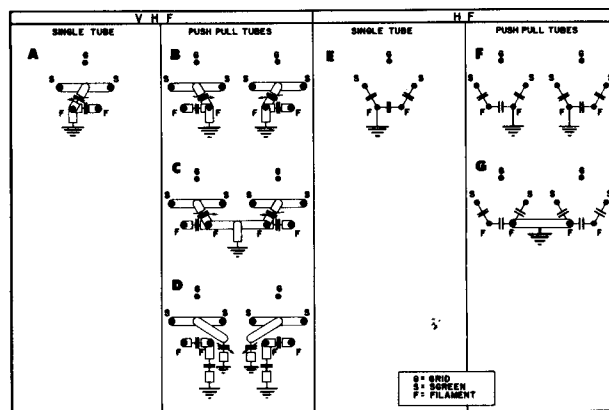 V H F
H F
SINGLE TUBE
PUSH PULL TUBES
SINGLE TUBE
PUSH PULL TUBES
A
G
S S
F F
B
G G
S S S S
F F F F
C
G G
S S S S
F F F F
D
G G
S S S S
F F F F
E
G
S S
F F
F
G G
S S S S
F F F F
G
G G
S S S S
F F F F
G = GRID
S = SCREEN
F = FILAMENT